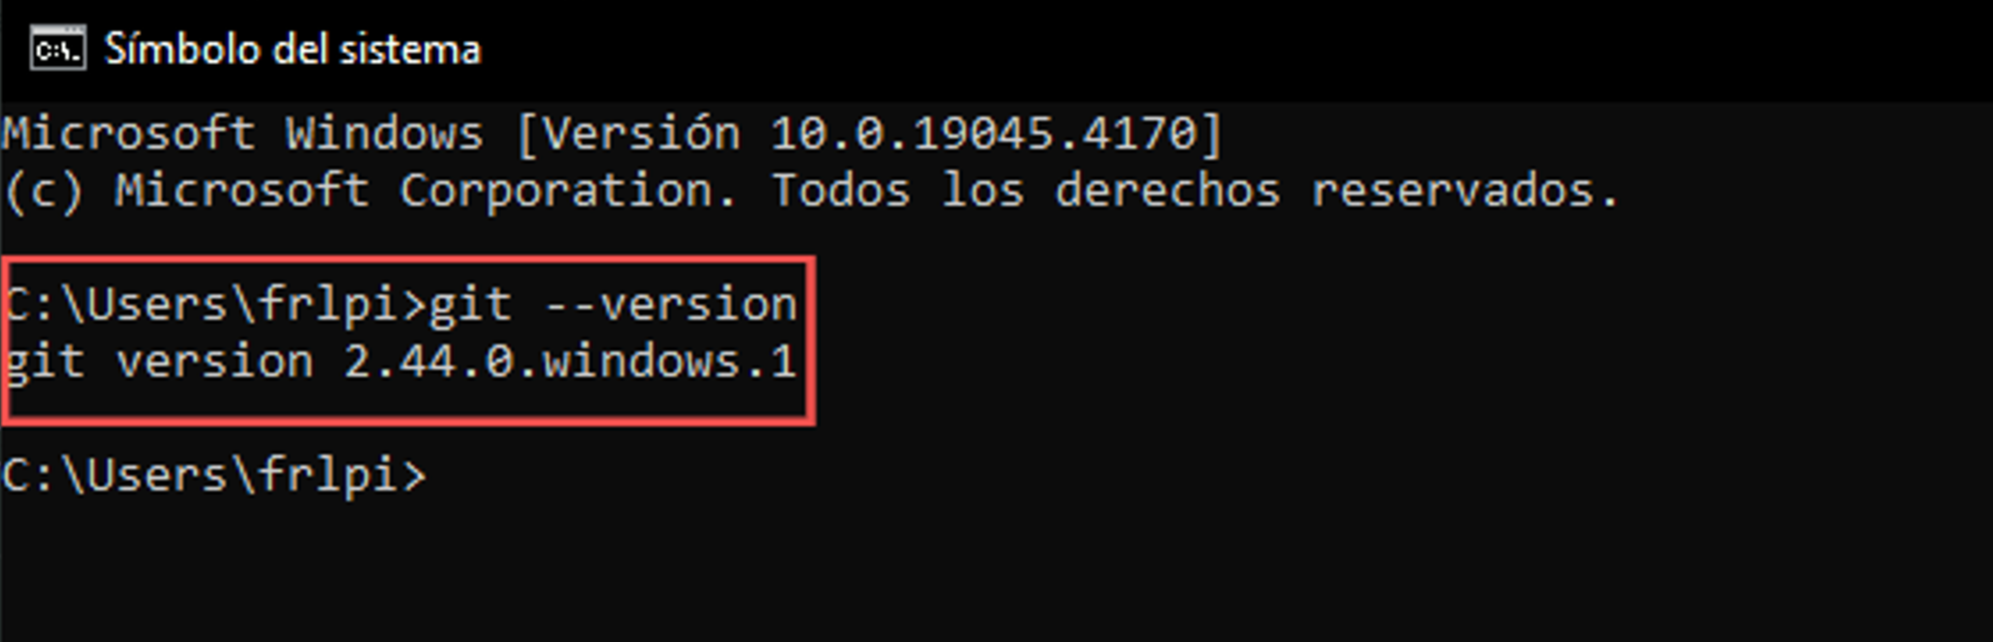 C:\.
Símbolo del sistema
Microsoft Windows [Versión 10.0.19045.4170]
(c) Microsoft Corporation. Todos los derechos reservados.
C:\Users\frlpi>git --version
git version 2.44.0.windows.1
C:\Users\frlpi>